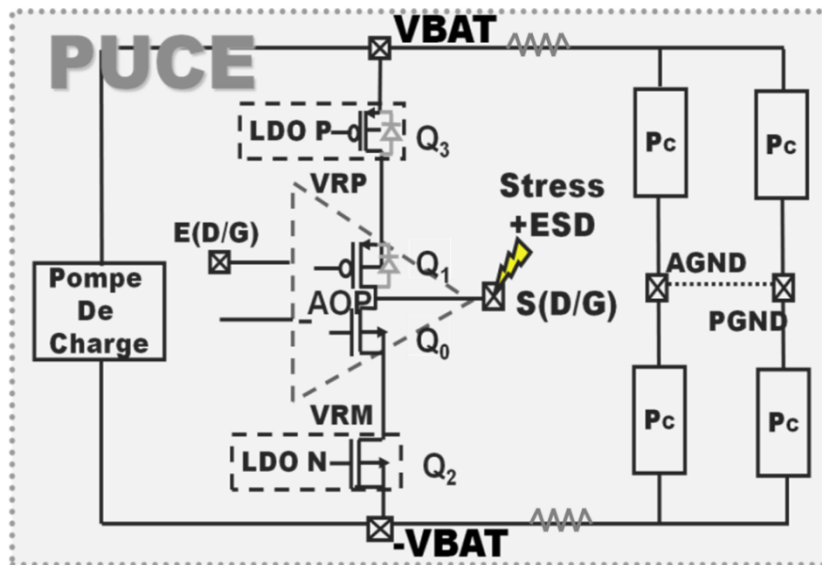 PUCE
VBAT
LDO P
Q3
VRP
Stress
+ESD
E(D/G)
Q1
AOP
S(D/G)
Q0
Pompe
De
Charge
VRM
LDO N
Q2
-VBAT
PC
PC
AGND
PGND
PC
PC